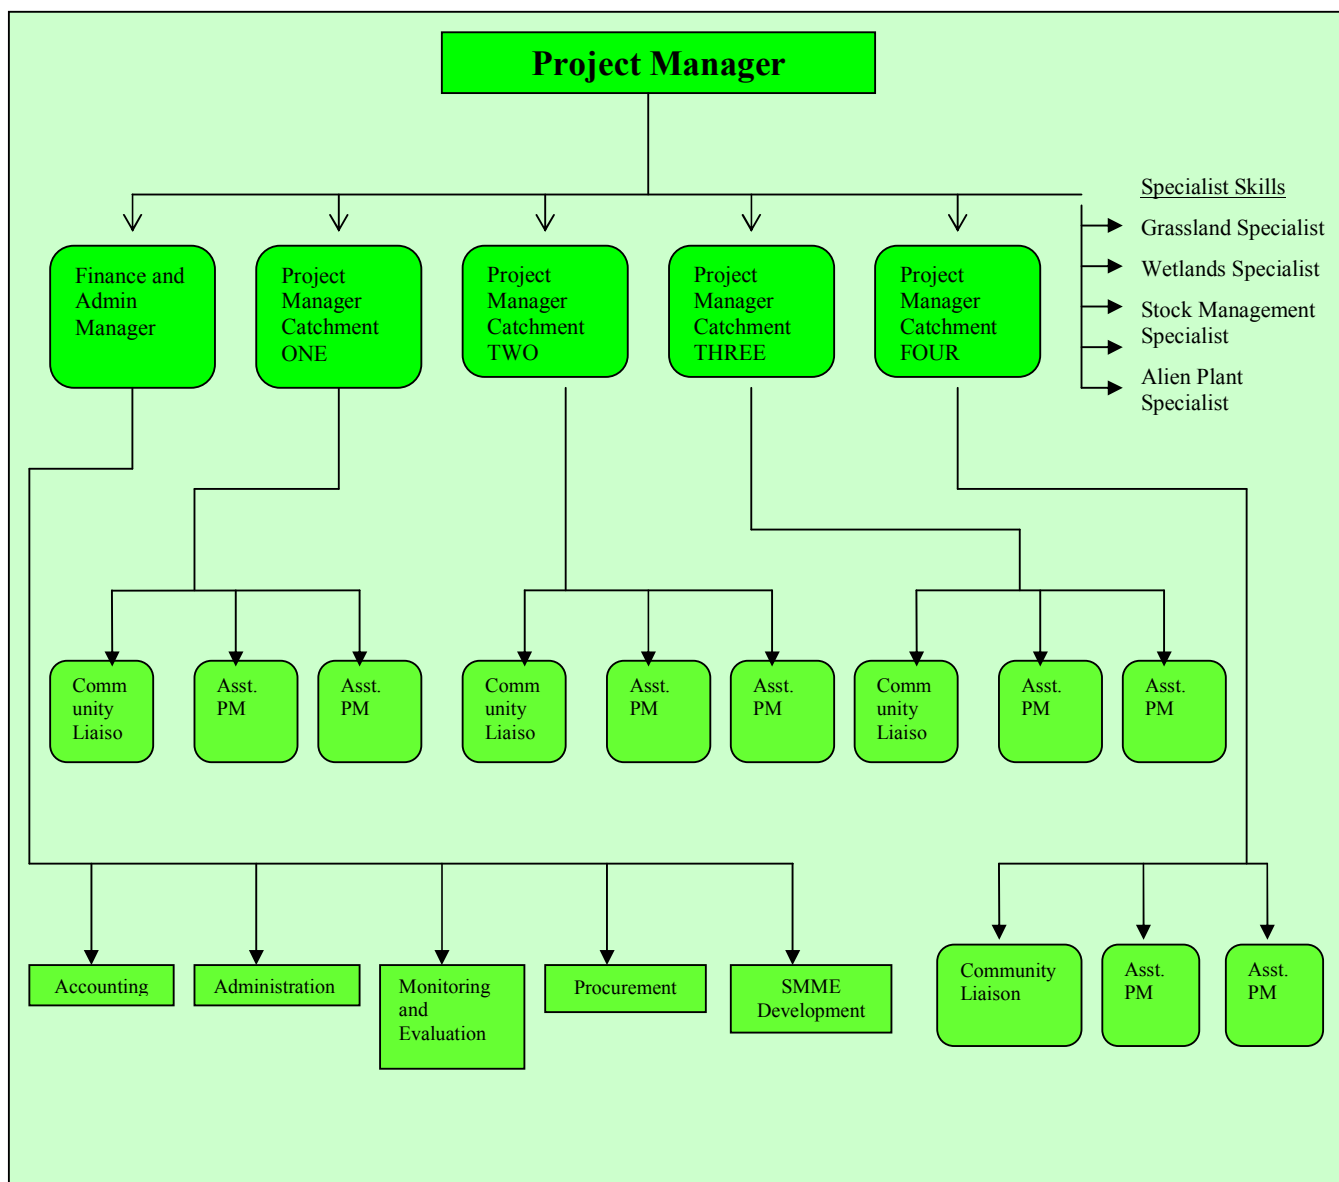 Project Manager
Specialist Skills
Grassland Specialist
Wetlands Specialist
Stock Management
Specialist
Alien Plant
Specialist
Finance and
Admin
Manager
Project
Manager
Catchment
ONE
Project
Manager
Catchment
TWO
Project
Manager
Catchment
THREE
Project
Manager
Catchment
FOUR
Comm
unity
Liaiso
Asst.
PM
Asst.
PM
Comm
unity
Liaiso
Asst.
PM
Asst.
PM
Comm
unity
Liaiso
Asst.
PM
Asst.
PM
Accounting
Administration
Monitoring
and
Evaluation
Procurement
SMME
Development
Community
Liaison
Asst.
PM
Asst.
PM